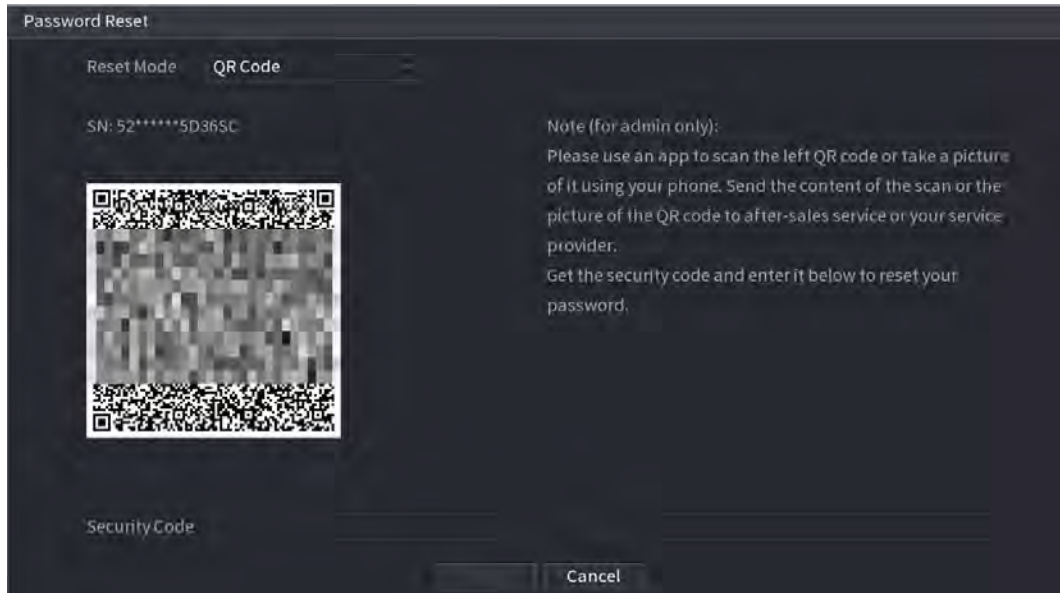 Password Reset
Reset Mode QR Code
SN: 52******5D36SC
Note (for admin only):
Please use an app to scan the left QR code or take a picture
of it using your phone. Send the content of the scan or the
picture of the QR code to after-sales service or your service
provider.
Get the security code and enter it below to reset your
password.
Security Code
Cancel